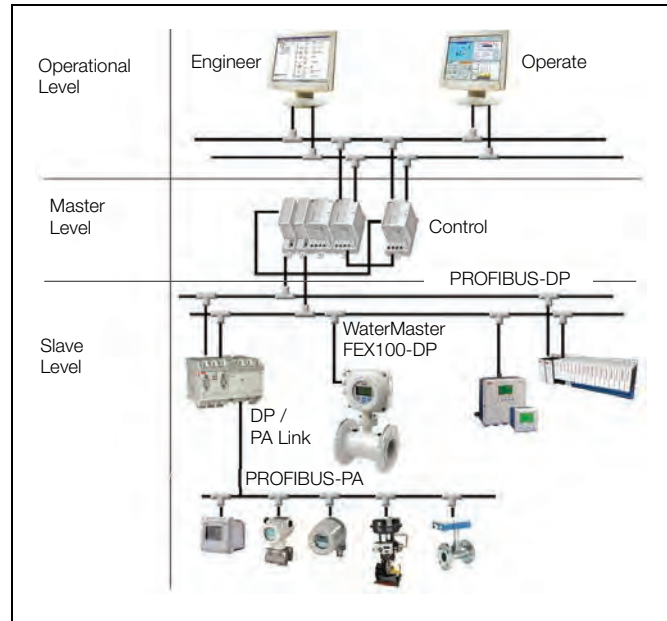 Operational
Level
Engineer
Operate
Master
Level
Control
PROFIBUS-DP
Slave
Level
WaterMaster
FEX100-DP
DP /
PA Link
PROFIBUS-PA